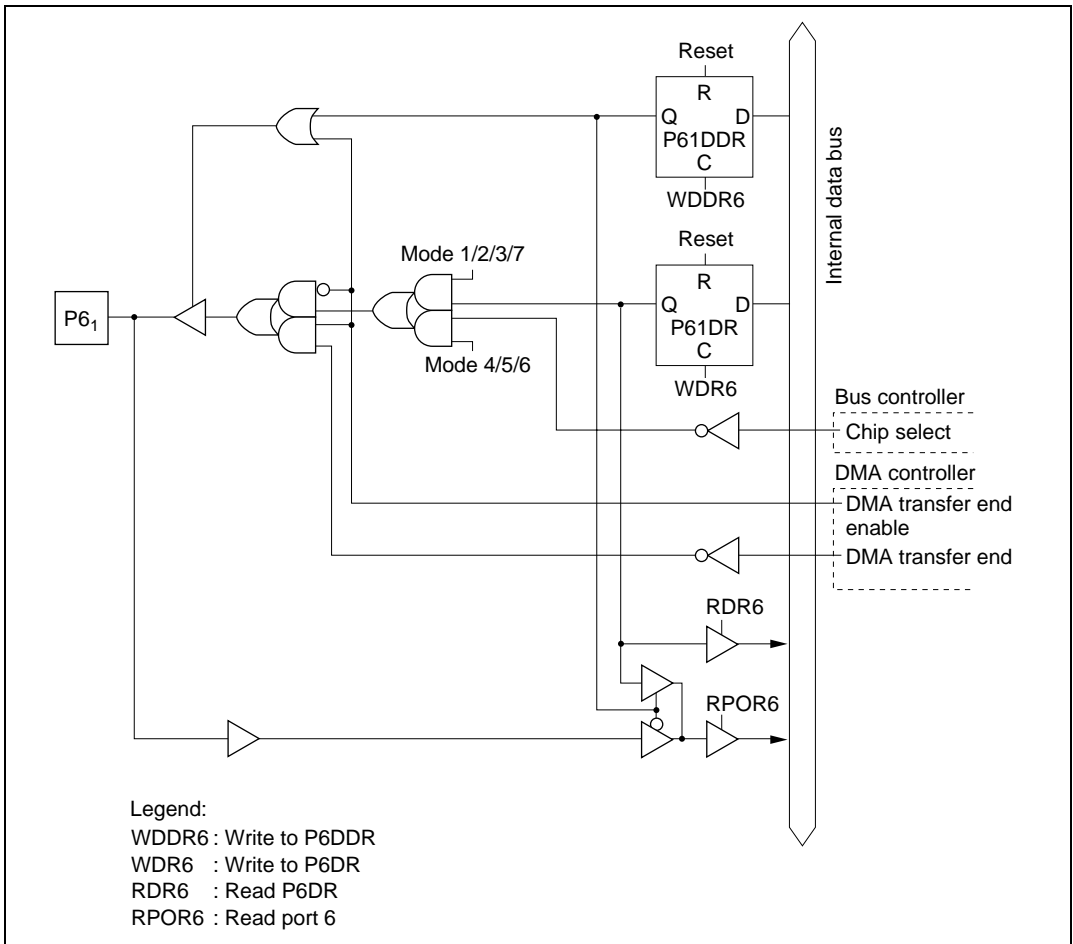 Reset
R
Q D
P61DDR
C
WDDR6
Internal data bus
Reset
Mode 1/2/3/7
R
Q D
P6₁
P61DR
C
Mode 4/5/6
WDR6
Bus controller
Chip select
DMA controller
DMA transfer end
enable
DMA transfer end
RDR6
RPOR6
Legend:
WDDR6 : Write to P6DDR
WDR6 : Write to P6DR
RDR6 : Read P6DR
RPOR6 : Read port 6